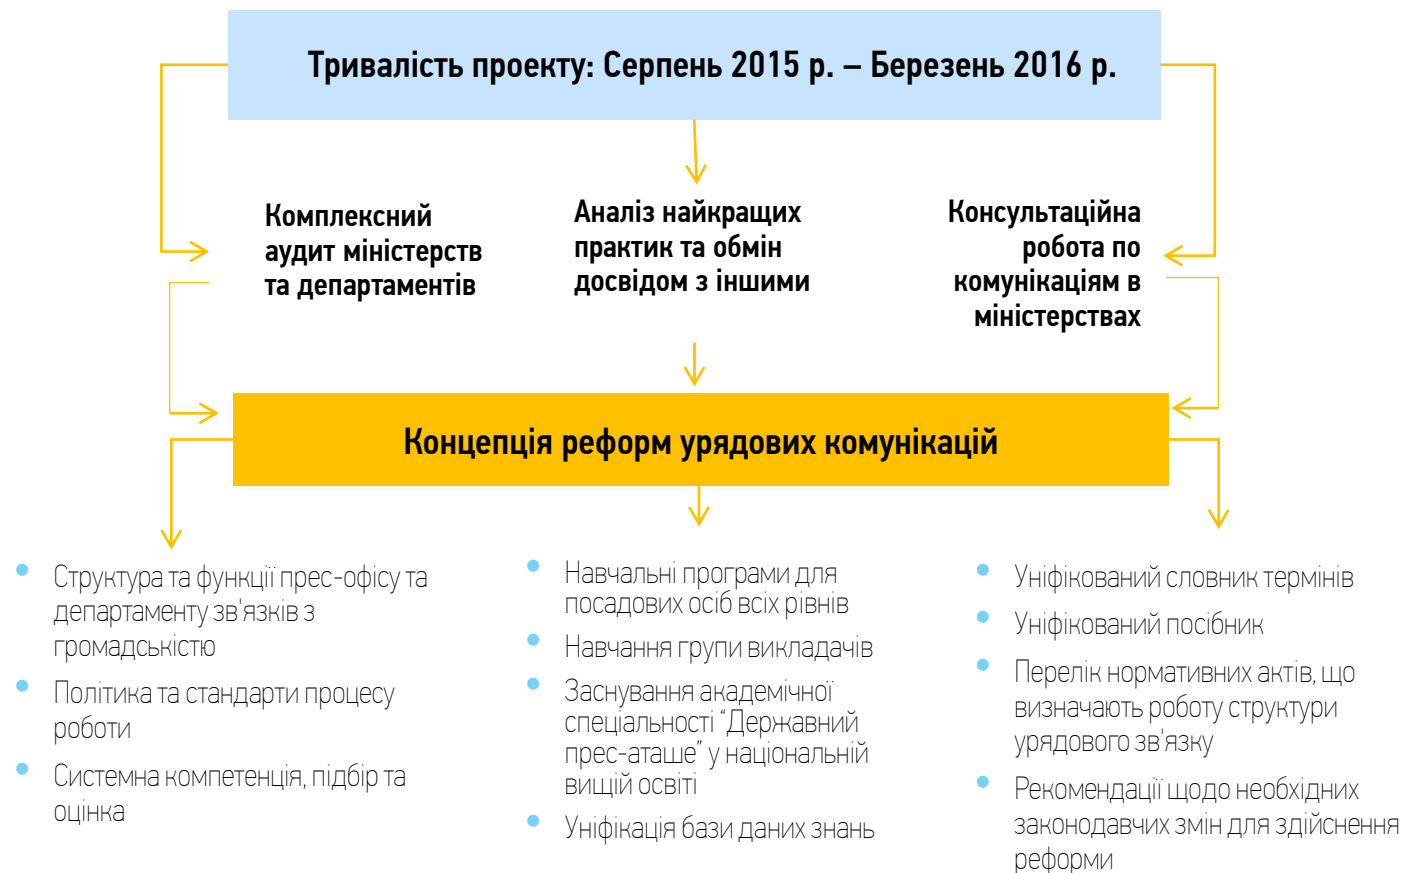 Тривалість проекту: Серпень 2015 р. – Березень 2016 р.
Комплексний
аудит міністерств
та департаментів
Аналіз найкращих
практик та обмін
досвідом з іншими
Консультаційна
робота по
комунікаціям в
міністерствах
Концепція реформ урядових комунікацій
Структура та функції прес-офісу та
департаменту зв'язків з
громадськістю
Політика та стандарти процесу
роботи
Системна компетенція, підбір та
оцінка
Навчальні програми для
посадових осіб всіх рівнів
Навчання групи викладачів
Заснування академічної
спеціальності “Державний
прес-аташе” у національній
вищій освіті
Уніфікація бази даних знань
Уніфікований словник термінів
Уніфікований посібник
Перелік нормативних актів, що
визначають роботу структури
урядового зв'язку
Рекомендації щодо необхідних
законодавчих змін для здійснення
реформи